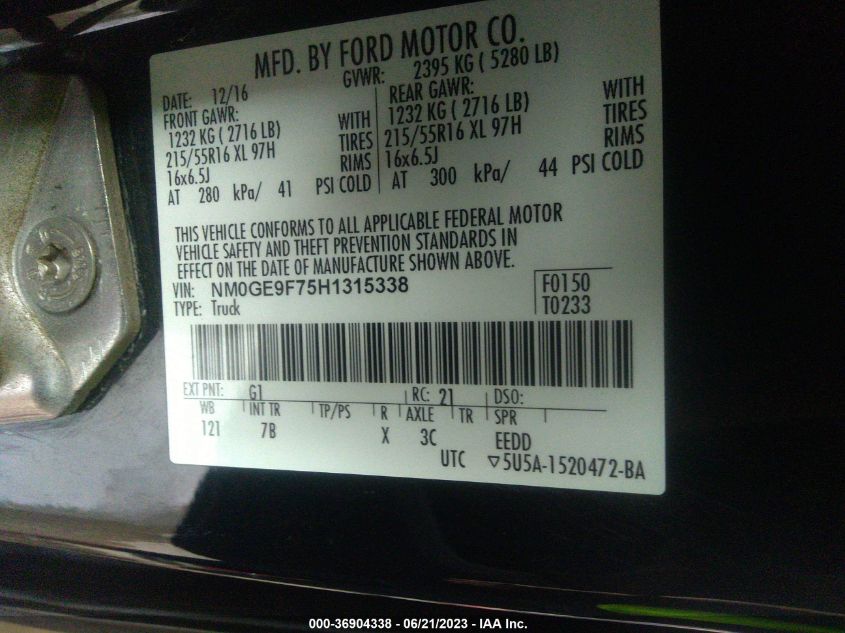 MFD. BY FORD MOTOR CO.
DATE: 12/16 GVWR: 2395 KG ( 5280 LB)
FRONT GAWR: REAR GAWR:
1232 KG ( 2716 LB) WITH 1232 KG ( 2716 LB) WITH
215/55R16 XL 97H TIRES 215/55R16 XL 97H TIRES
16x6.5J RIMS 16x6.5J RIMS
AT 280 kPa/ 41 PSI COLD AT 300 kPa/ 44 PSI COLD
THIS VEHICLE CONFORMS TO ALL APPLICABLE FEDERAL MOTOR
VEHICLE SAFETY AND THEFT PREVENTION STANDARDS IN
EFFECT ON THE DATE OF MANUFACTURE SHOWN ABOVE.
VIN: NM0GE9F75H1315338 F0150
TYPE: Truck T0233
EXT PNT: G1 RC: 21 DSO:
WB INT TR TP/PS R AXLE TR SPR
121 7B X 3C EEDD
UTC ▽5U5A-1520472-BA
000-36904338 - 06/21/2023 - IAA Inc.